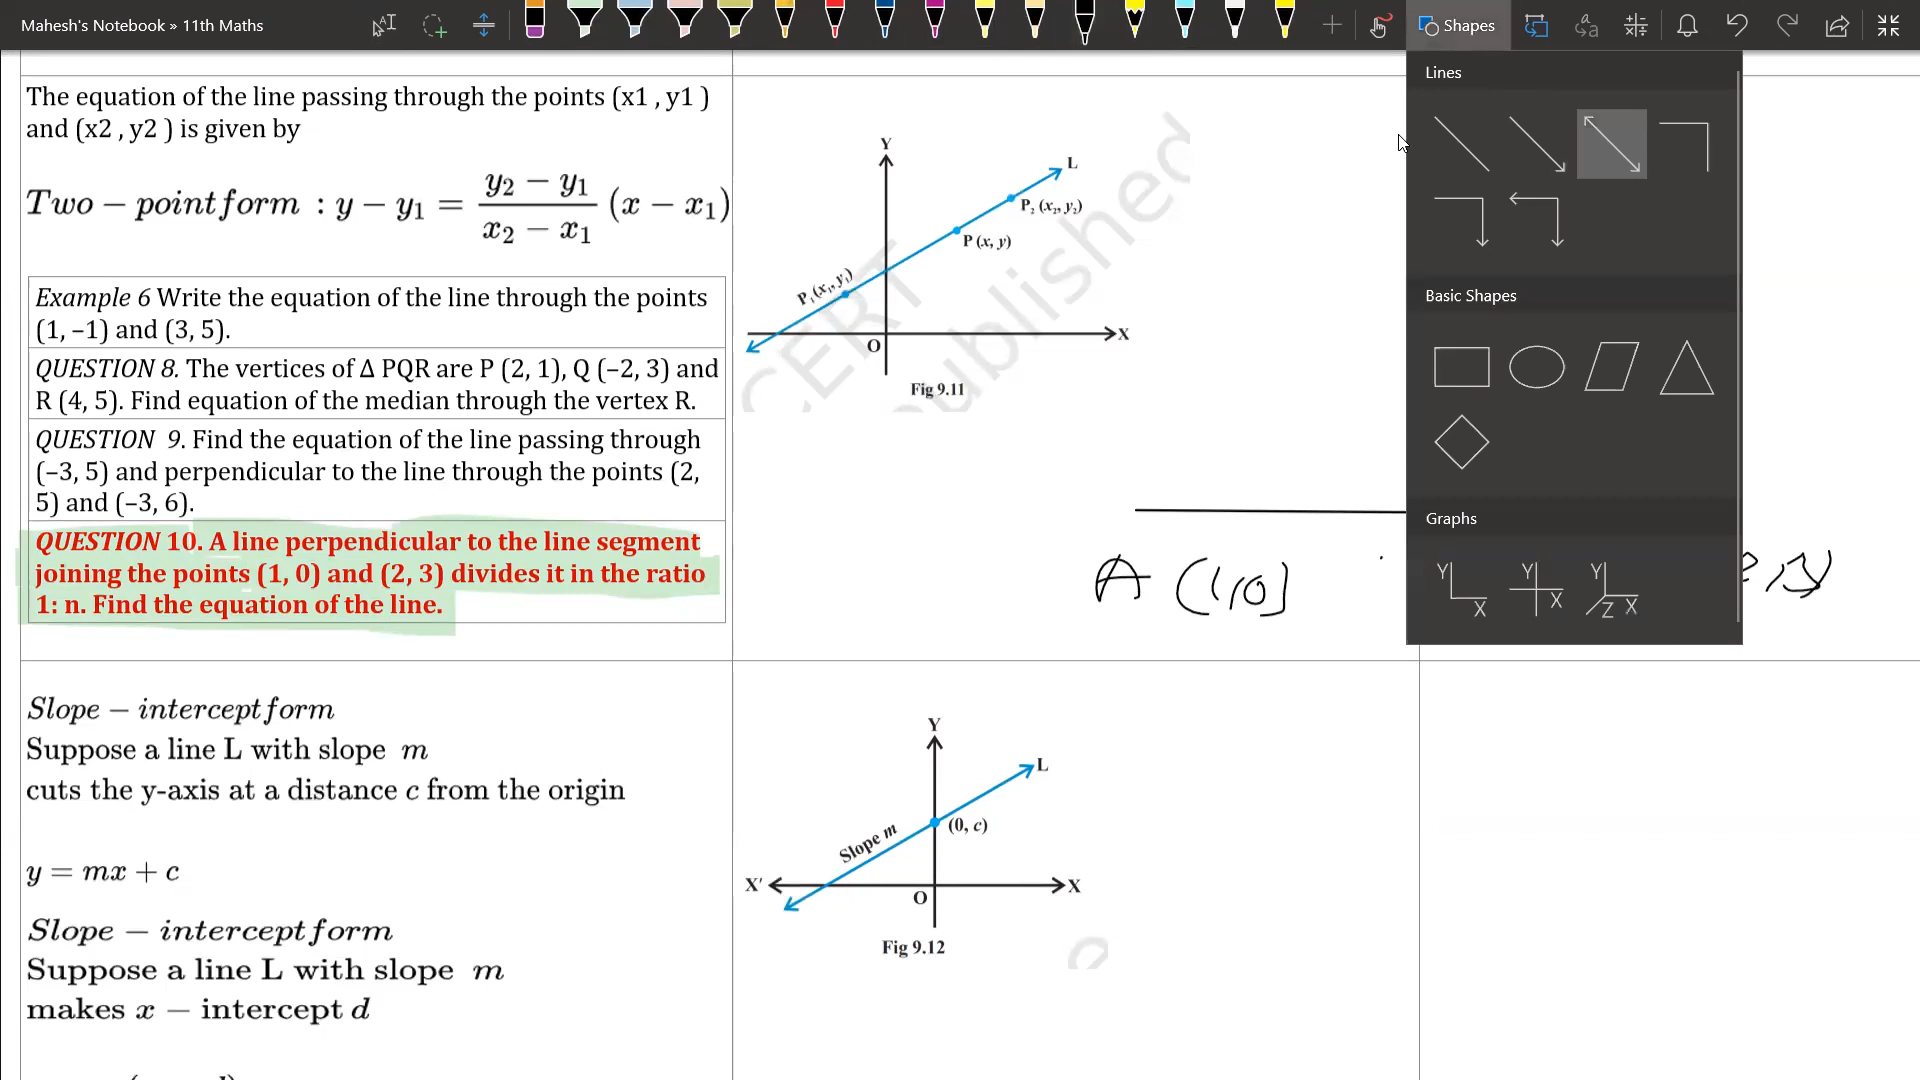 Mahesh's Notebook » 11th Maths
Shapes
Lines
Basic Shapes
Graphs
Y X
Y X
Y Z X
The equation of the line passing through the points (x1 , y1 )
and (x2 , y2 ) is given by
Two − pointform : y − y₁ = (y₂ − y₁)/(x₂ − x₁) (x − x₁)
Example 6 Write the equation of the line through the points
(1, –1) and (3, 5).
QUESTION 8. The vertices of Δ PQR are P (2, 1), Q (–2, 3) and
R (4, 5). Find equation of the median through the vertex R.
QUESTION 9. Find the equation of the line passing through
(–3, 5) and perpendicular to the line through the points (2,
5) and (–3, 6).
QUESTION 10. A line perpendicular to the line segment
joining the points (1, 0) and (2, 3) divides it in the ratio
1: n. Find the equation of the line.
Y
L
P₂ (x₂, y₂)
P (x, y)
P₁ (x₁, y₁)
X
O
Fig 9.11
CERT
published
A (1,0)
Slope − interceptform
Suppose a line L with slope m
cuts the y-axis at a distance c from the origin
y = mx + c
Slope − interceptform
Suppose a line L with slope m
makes x − intercept d
Y
L
(0, c)
Slope m
X'
X
O
Fig 9.12